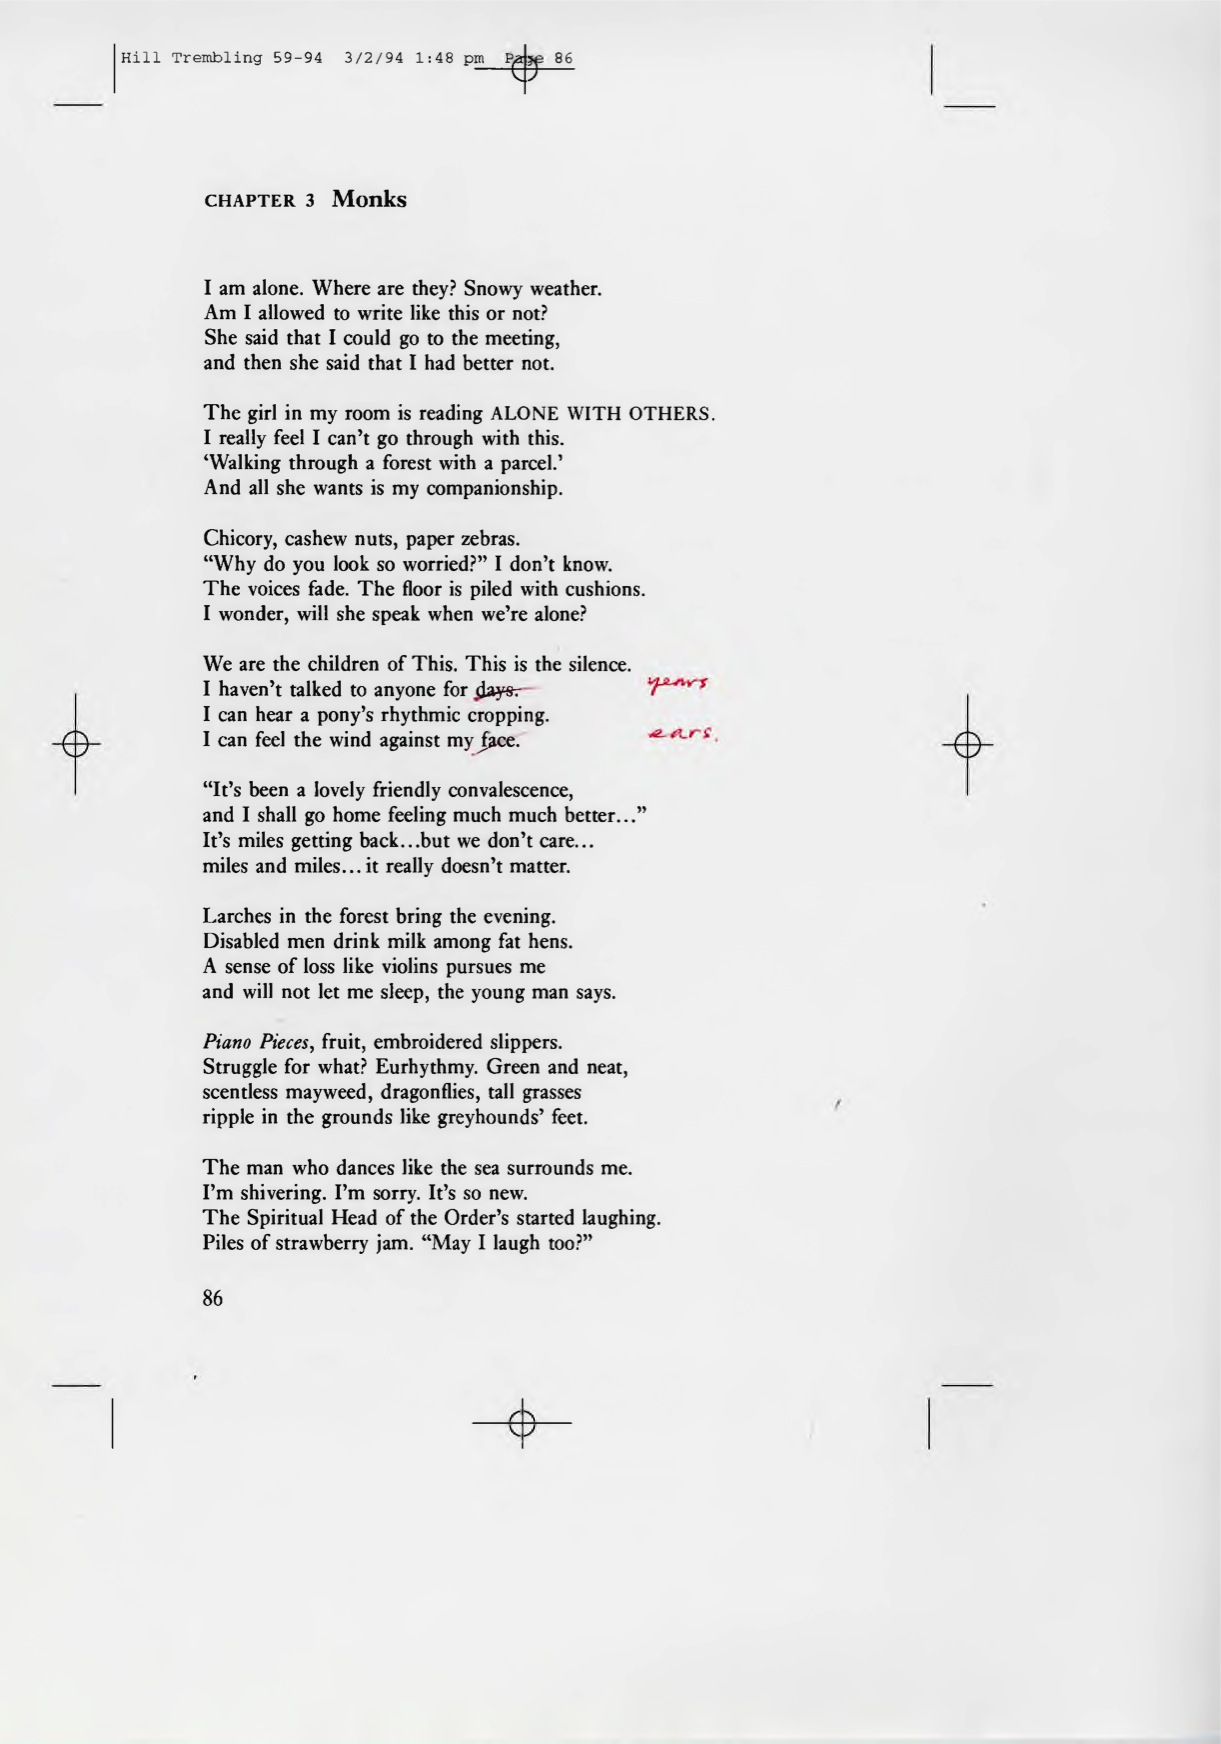 Hill Trembling 59-94 3/2/94 1:48 pm Page 86
CHAPTER 3 Monks
I am alone. Where are they? Snowy weather.
Am I allowed to write like this or not?
She said that I could go to the meeting,
and then she said that I had better not.
The girl in my room is reading ALONE WITH OTHERS.
I really feel I can't go through with this.
‘Walking through a forest with a parcel.’
And all she wants is my companionship.
Chicory, cashew nuts, paper zebras.
“Why do you look so worried?” I don't know.
The voices fade. The floor is piled with cushions.
I wonder, will she speak when we're alone?
We are the children of This. This is the silence.
I haven't talked to anyone for days. years
I can hear a pony's rhythmic cropping.
I can feel the wind against my face. ears.
“It's been a lovely friendly convalescence,
and I shall go home feeling much much better...”
It's miles getting back...but we don't care...
miles and miles... it really doesn't matter.
Larches in the forest bring the evening.
Disabled men drink milk among fat hens.
A sense of loss like violins pursues me
and will not let me sleep, the young man says.
Piano Pieces, fruit, embroidered slippers.
Struggle for what? Eurhythmy. Green and neat,
scentless mayweed, dragonflies, tall grasses
ripple in the grounds like greyhounds' feet.
The man who dances like the sea surrounds me.
I'm shivering. I'm sorry. It's so new.
The Spiritual Head of the Order's started laughing.
Piles of strawberry jam. “May I laugh too?”
86